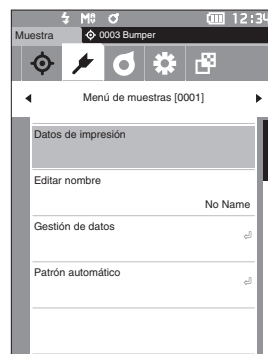 12:34
Muestra
0003 Bumper
Menú de muestras [0001]
Datos de impresión
Editar nombre
No Name
Gestión de datos
Patrón automático